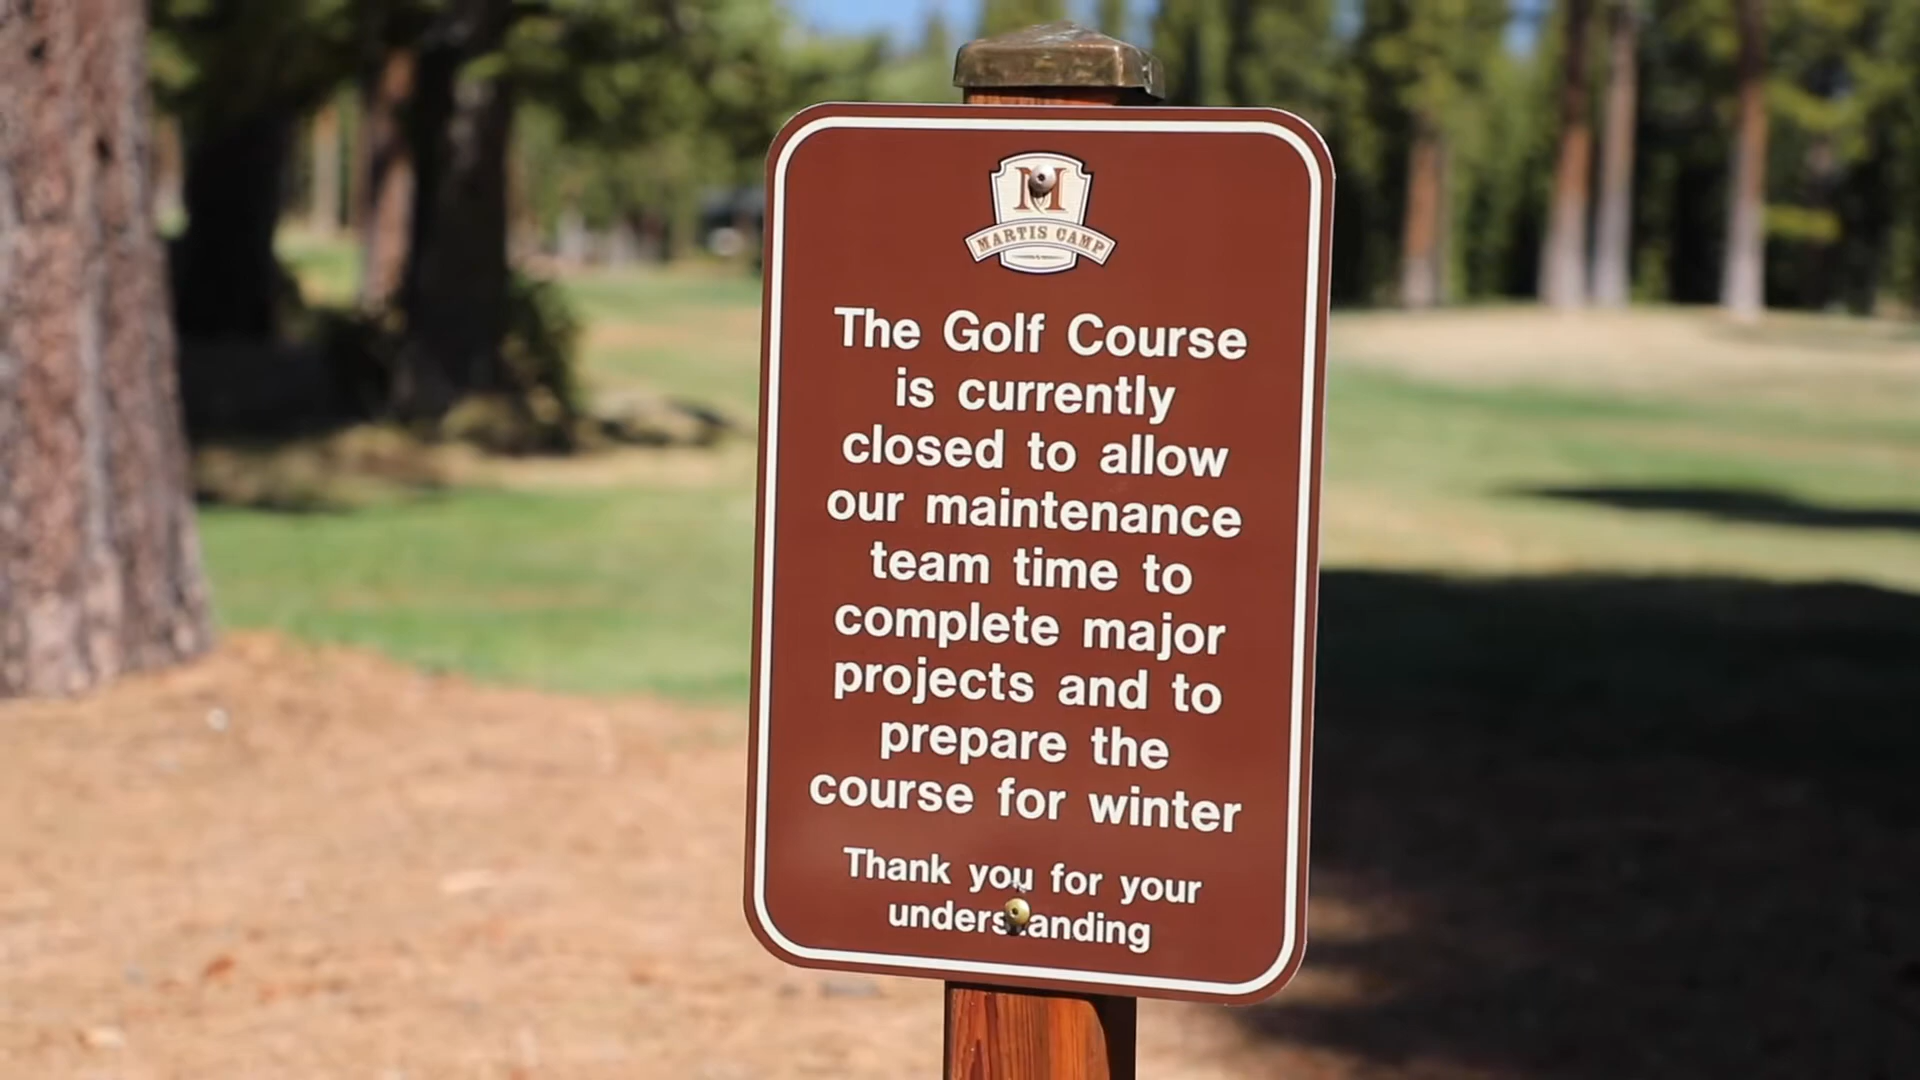 M
MARTIS CAMP
The Golf Course
is currently
closed to allow
our maintenance
team time to
complete major
projects and to
prepare the
course for winter
Thank you for your
understanding